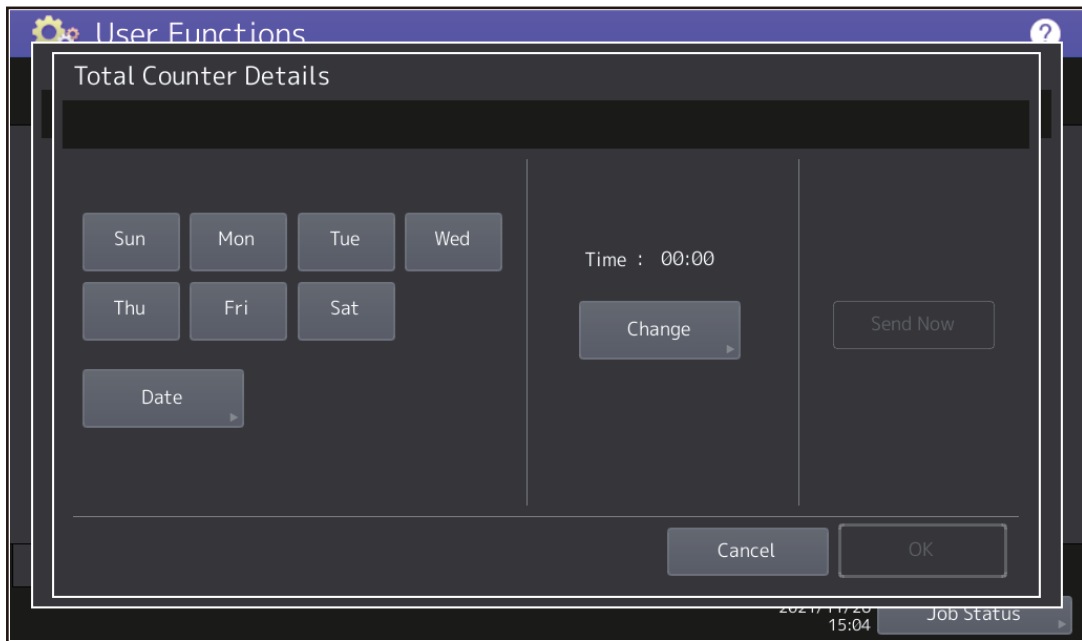 User Functions
?
Total Counter Details
Sun Mon Tue Wed
Thu Fri Sat
Date
Time : 00:00
Change
Send Now
Cancel OK
15:04
Job Status